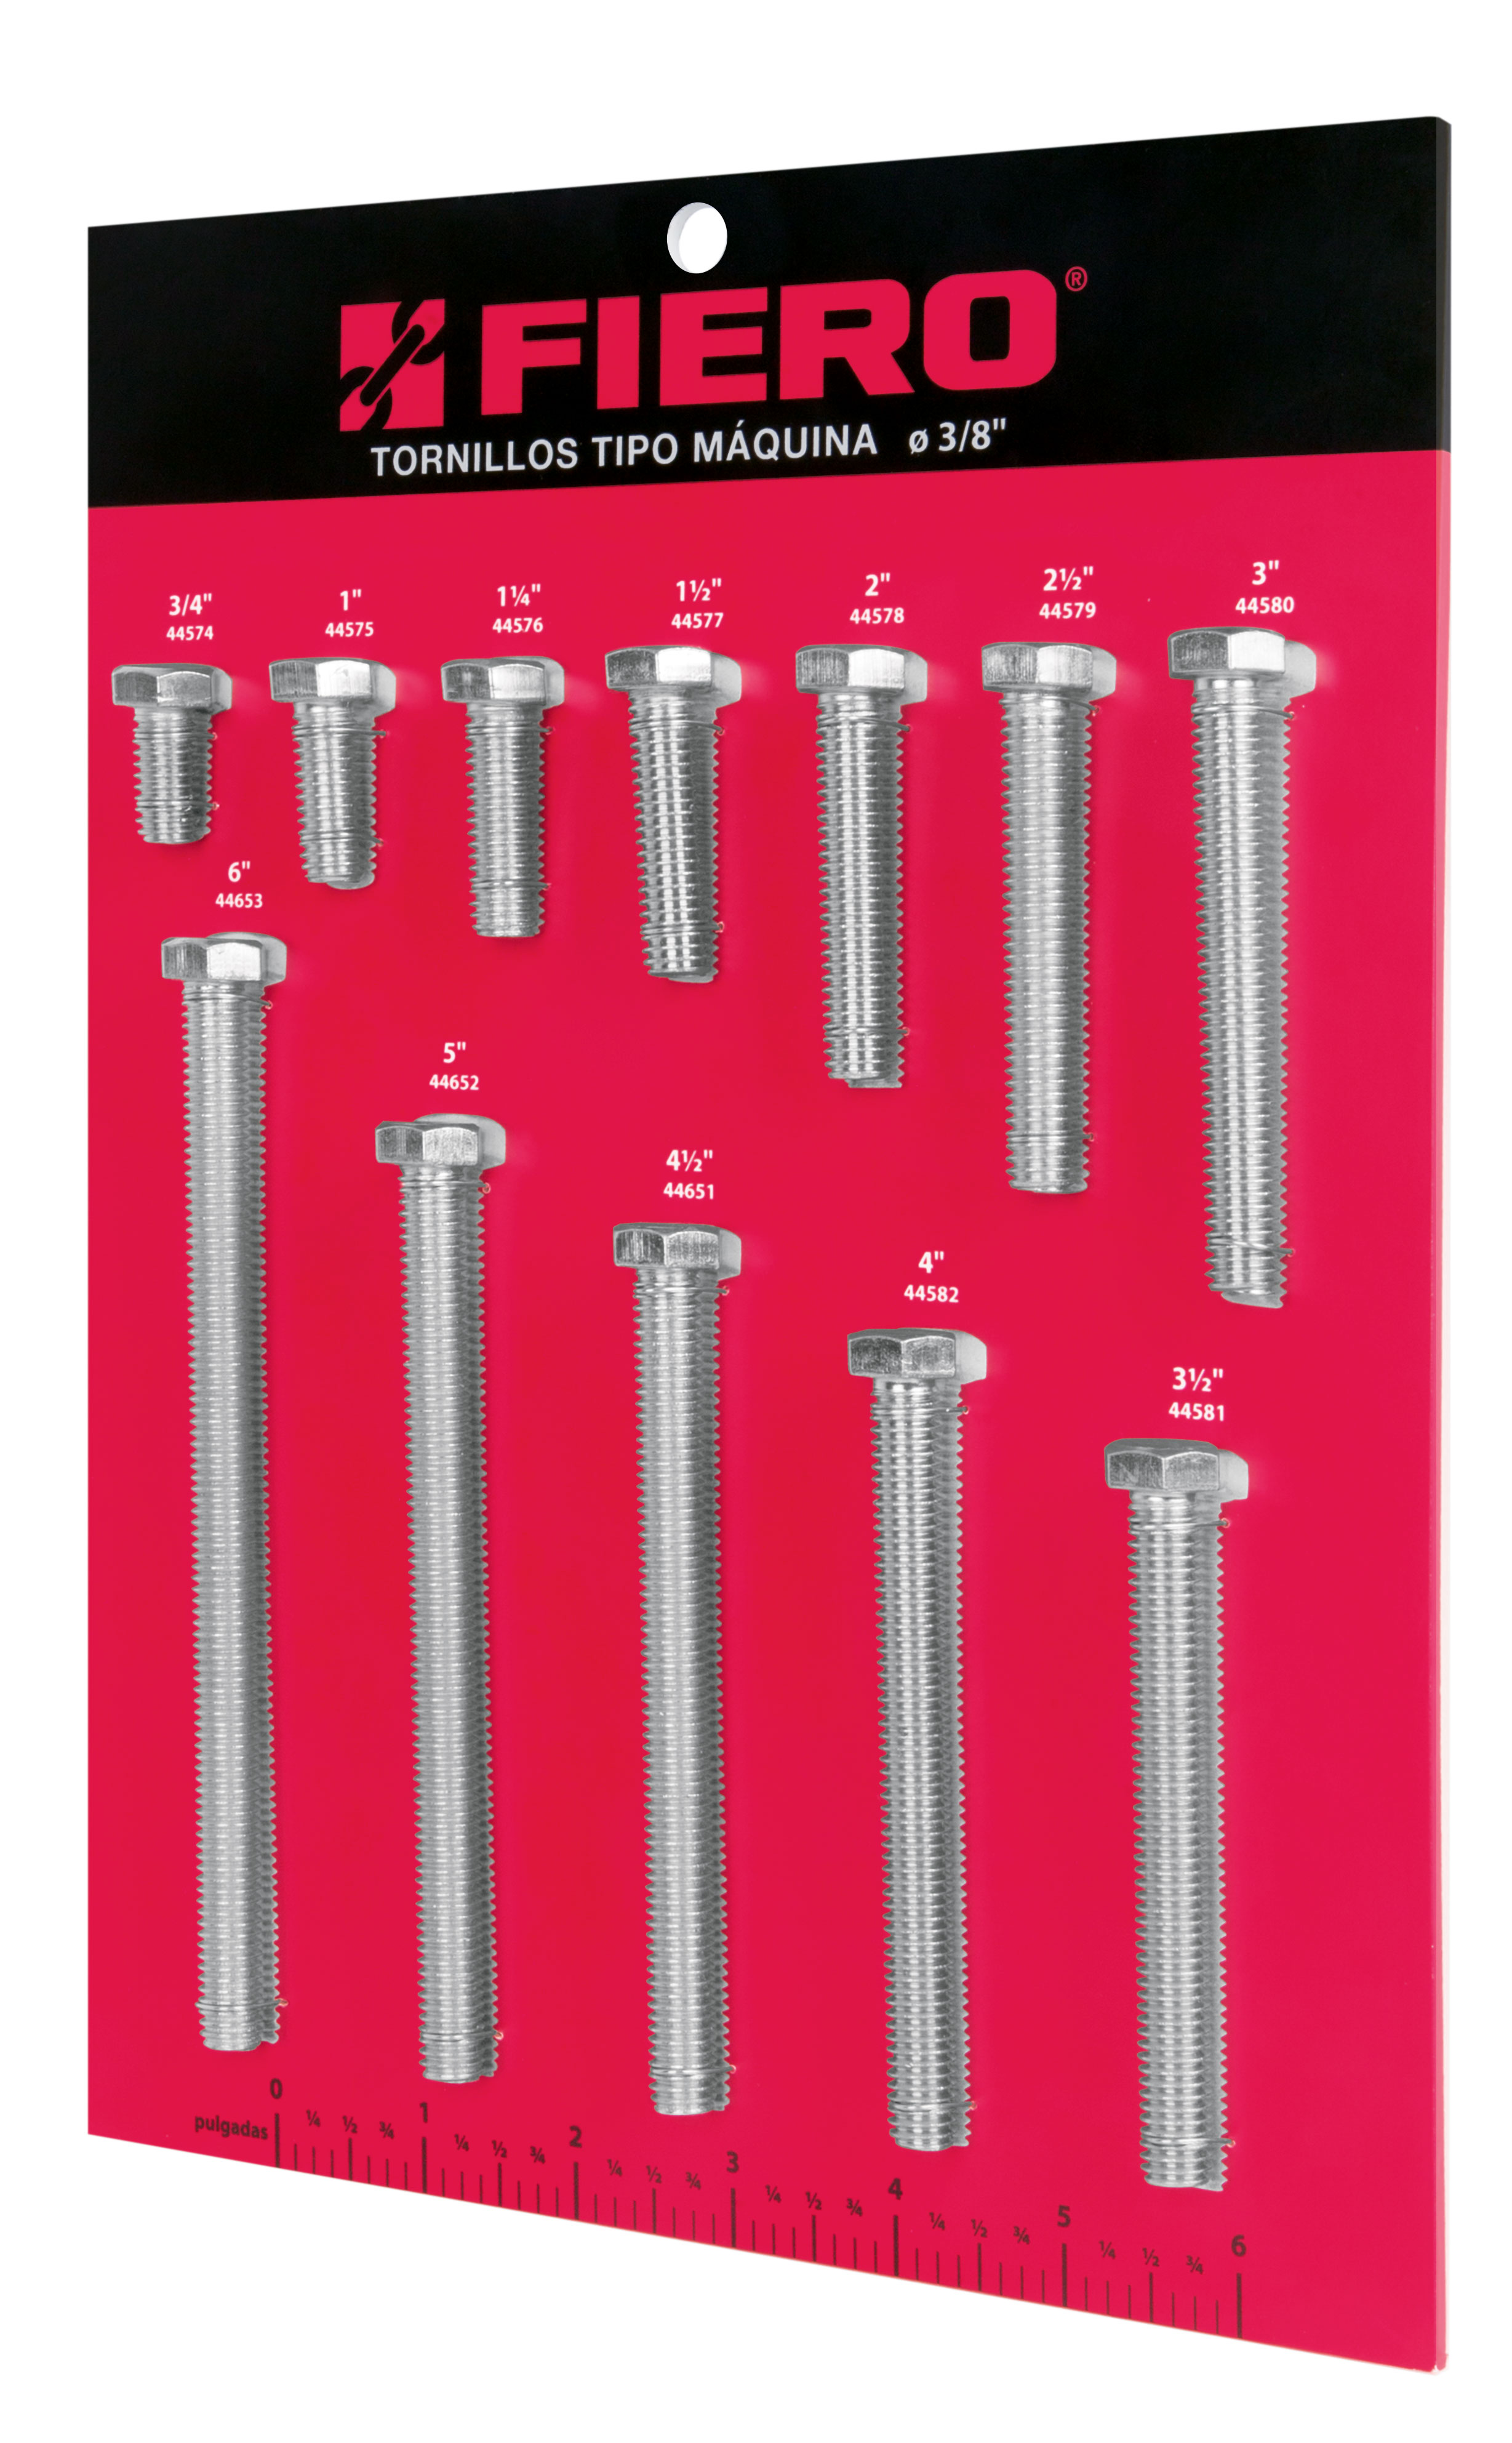 FIERO®
TORNILLOS TIPO MÁQUINA ø 3/8"
3/4" 1" 1¼" 1½" 2" 2½" 3"
44574 44575 44576 44577 44578 44579 44580
6"
44653
5"
44652
4½"
44651
4"
44582
3½"
44581
pulgadas 0 ¼ ½ ¾ 1 ¼ ½ ¾ 2 ¼ ½ ¾ 3 ¼ ½ ¾ 4 ¼ ½ ¾ 5 ¼ ½ ¾ 6